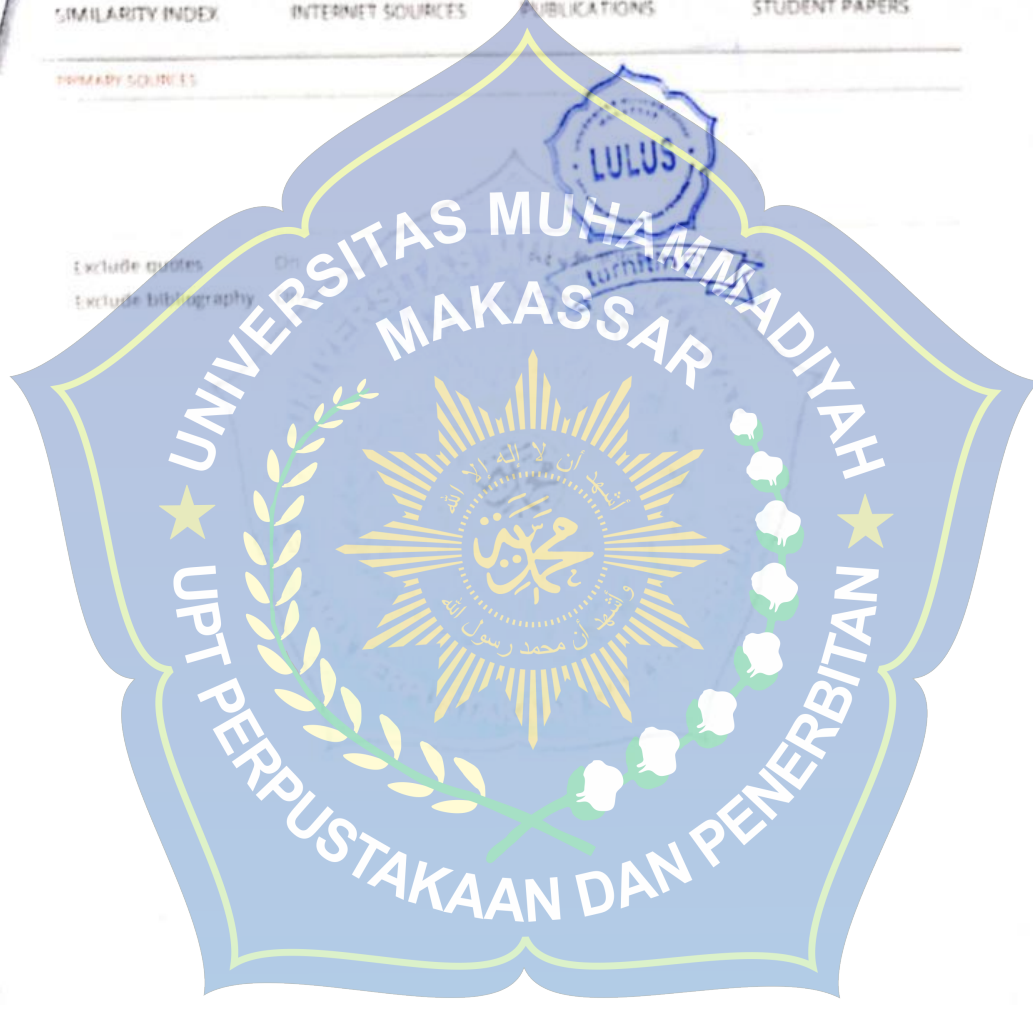 SIMILARITY INDEX INTERNET SOURCES PUBLICATIONS STUDENT PAPERS
PRIMARY SOURCES
LULUS
turnitin
Exclude quotes On
Exclude bibliography
UNIVERSITAS MUHAMMADIYAH
MAKASSAR
أشهد أن لا إله إلا الله
محمدية
وأشهد أن محمد رسول الله
UPT PERPUSTAKAAN DAN PENERBITAN